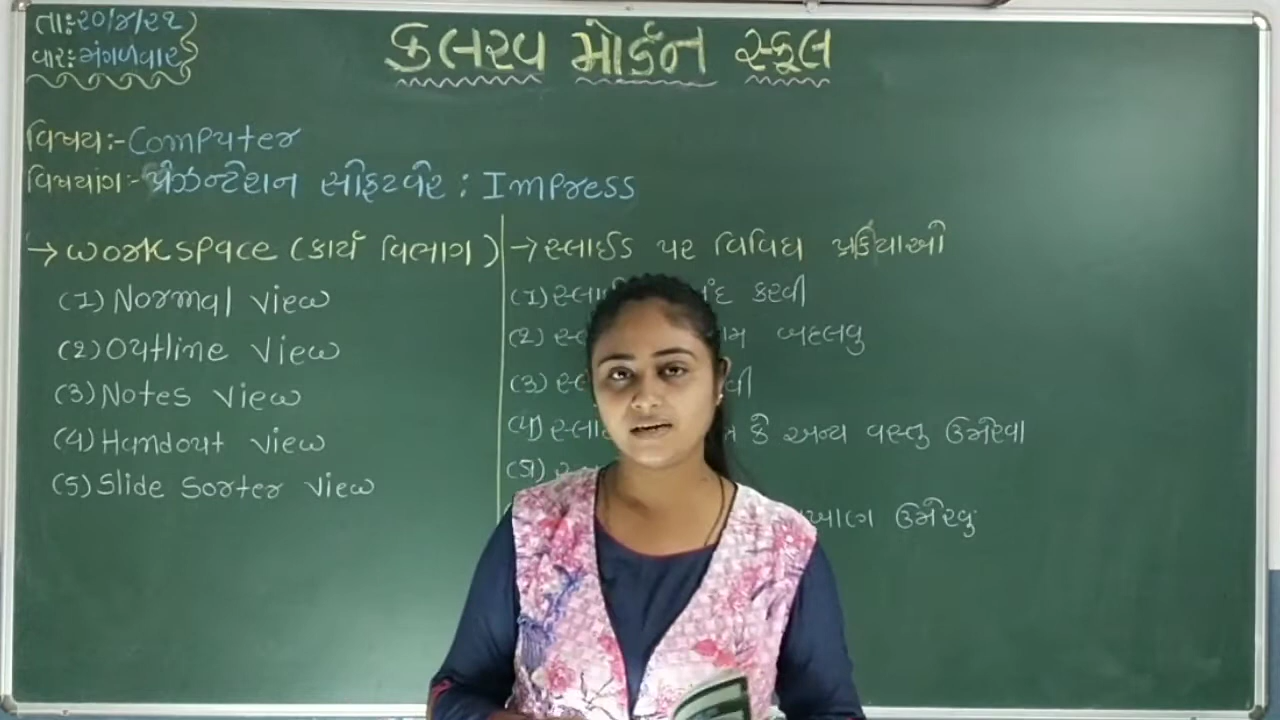 તા:૨૦/૪/૨૧
વાર:મંગળવાર
કલરવ મોર્ડન સ્કૂલ
વિષય:-Computer
વિષયાંગ:-પ્રેઝન્ટેશન સોફ્ટવેર : Impress
→workspace (કાર્ય વિભાગ)
(1) Normal view
(2) Outline view
(3) Notes view
(4) Handout view
(5) Slide Sorter view
→સ્લાઈડ પર વિવિધ પ્રક્રિયાઓ
(1) કરવી
(2) બદલવુ
(3)
(4) કે અન્ય વસ્તુ ઉમેરવા
(5)
ઉમેરવુ